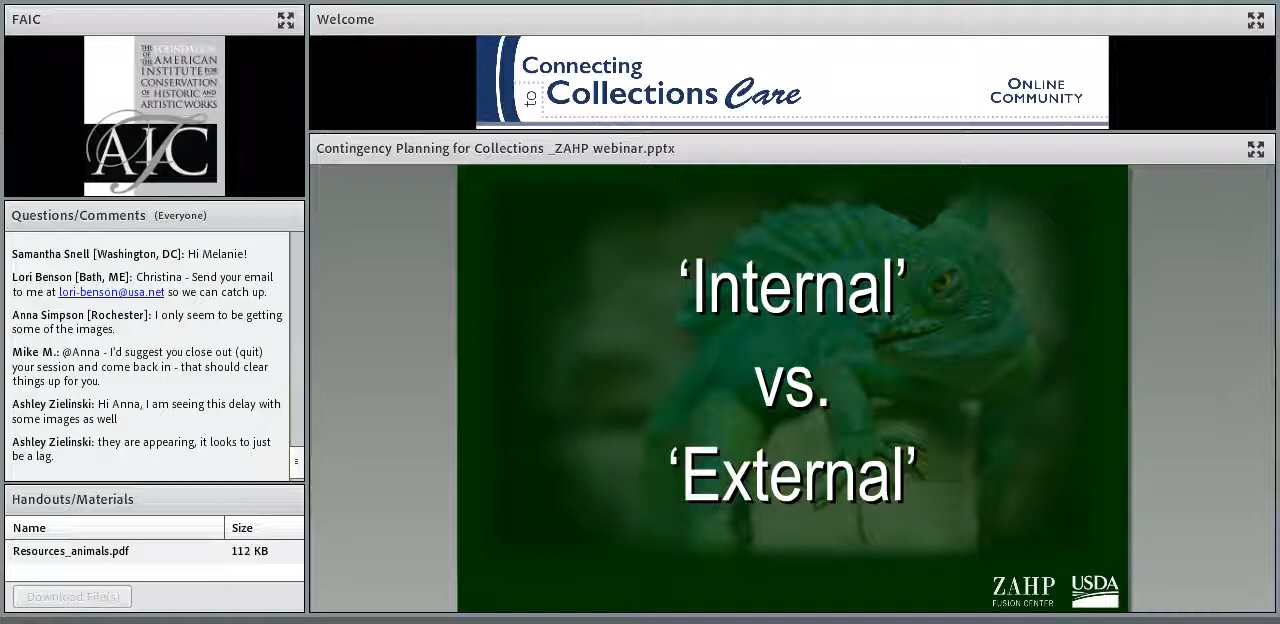 FAIC
THE
FOUNDATION
OF THE AMERICAN
INSTITUTE FOR
CONSERVATION
OF HISTORIC AND
ARTISTIC WORKS
AIC
Questions/Comments (Everyone)
Samantha Snell [Washington, DC]: Hi Melanie!
Lori Benson [Bath, ME]: Christina - Send your email
to me at lori-benson@usa.net so we can catch up.
Anna Simpson [Rochester]: I only seem to be getting
some of the images.
Mike M.: @Anna - I'd suggest you close out (quit)
your session and come back in - that should clear
things up for you.
Ashley Zielinski: Hi Anna, I am seeing this delay with
some images as well
Ashley Zielinski: they are appearing, it looks to just
be a lag.
Handouts/Materials
Name Size
Resources_animals.pdf 112 KB
Download File(s)
Welcome
Connecting
to Collections Care
ONLINE
COMMUNITY
Contingency Planning for Collections _ZAHP webinar.pptx
‘Internal’
vs.
‘External’
ZAHP
FUSION CENTER
USDA